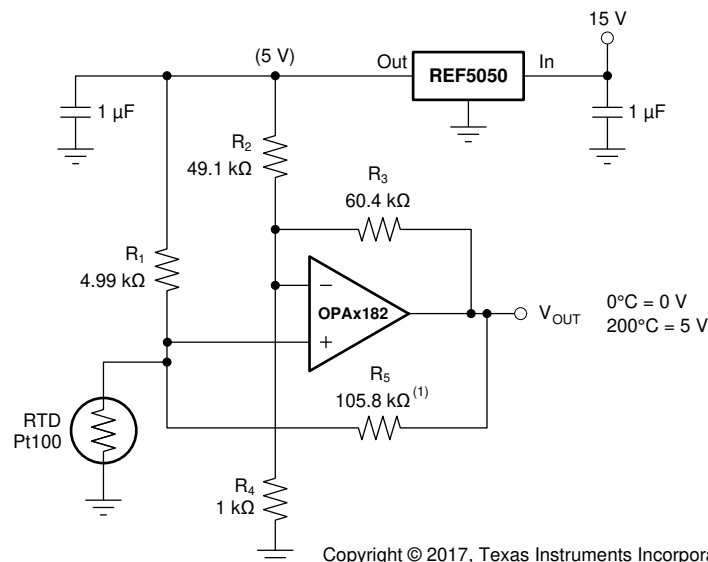 15 V
(5 V)
Out
REF5050
In
1 µF
1 µF
R2
49.1 kΩ
R3
60.4 kΩ
R1
4.99 kΩ
−
OPAx182
+
VOUT
0°C = 0 V
200°C = 5 V
R5
105.8 kΩ(1)
RTD
Pt100
R4
1 kΩ
Copyright © 2017, Texas Instruments Incorpora